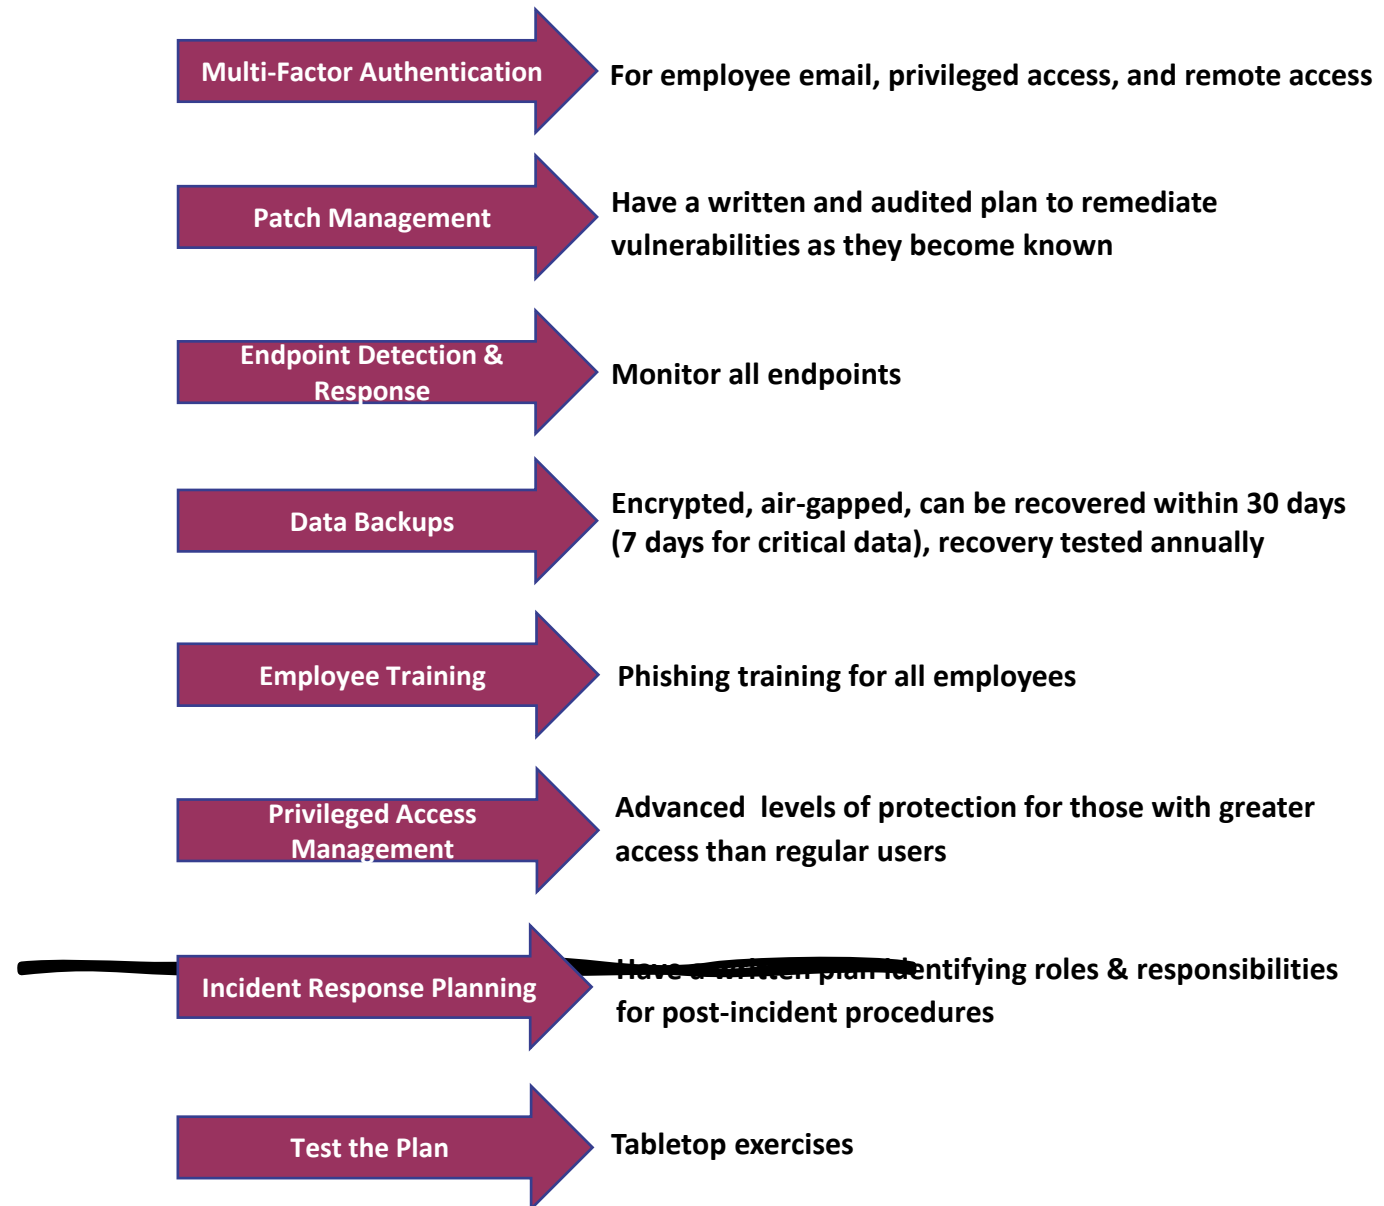 Multi-Factor Authentication
For employee email, privileged access, and remote access
Patch Management
Have a written and audited plan to remediate
vulnerabilities as they become known
Endpoint Detection &
Response
Monitor all endpoints
Data Backups
Encrypted, air-gapped, can be recovered within 30 days
(7 days for critical data), recovery tested annually
Employee Training
Phishing training for all employees
Privileged Access
Management
Advanced levels of protection for those with greater
access than regular users
Incident Response Planning
Have a written plan identifying roles & responsibilities
for post-incident procedures
Test the Plan
Tabletop exercises